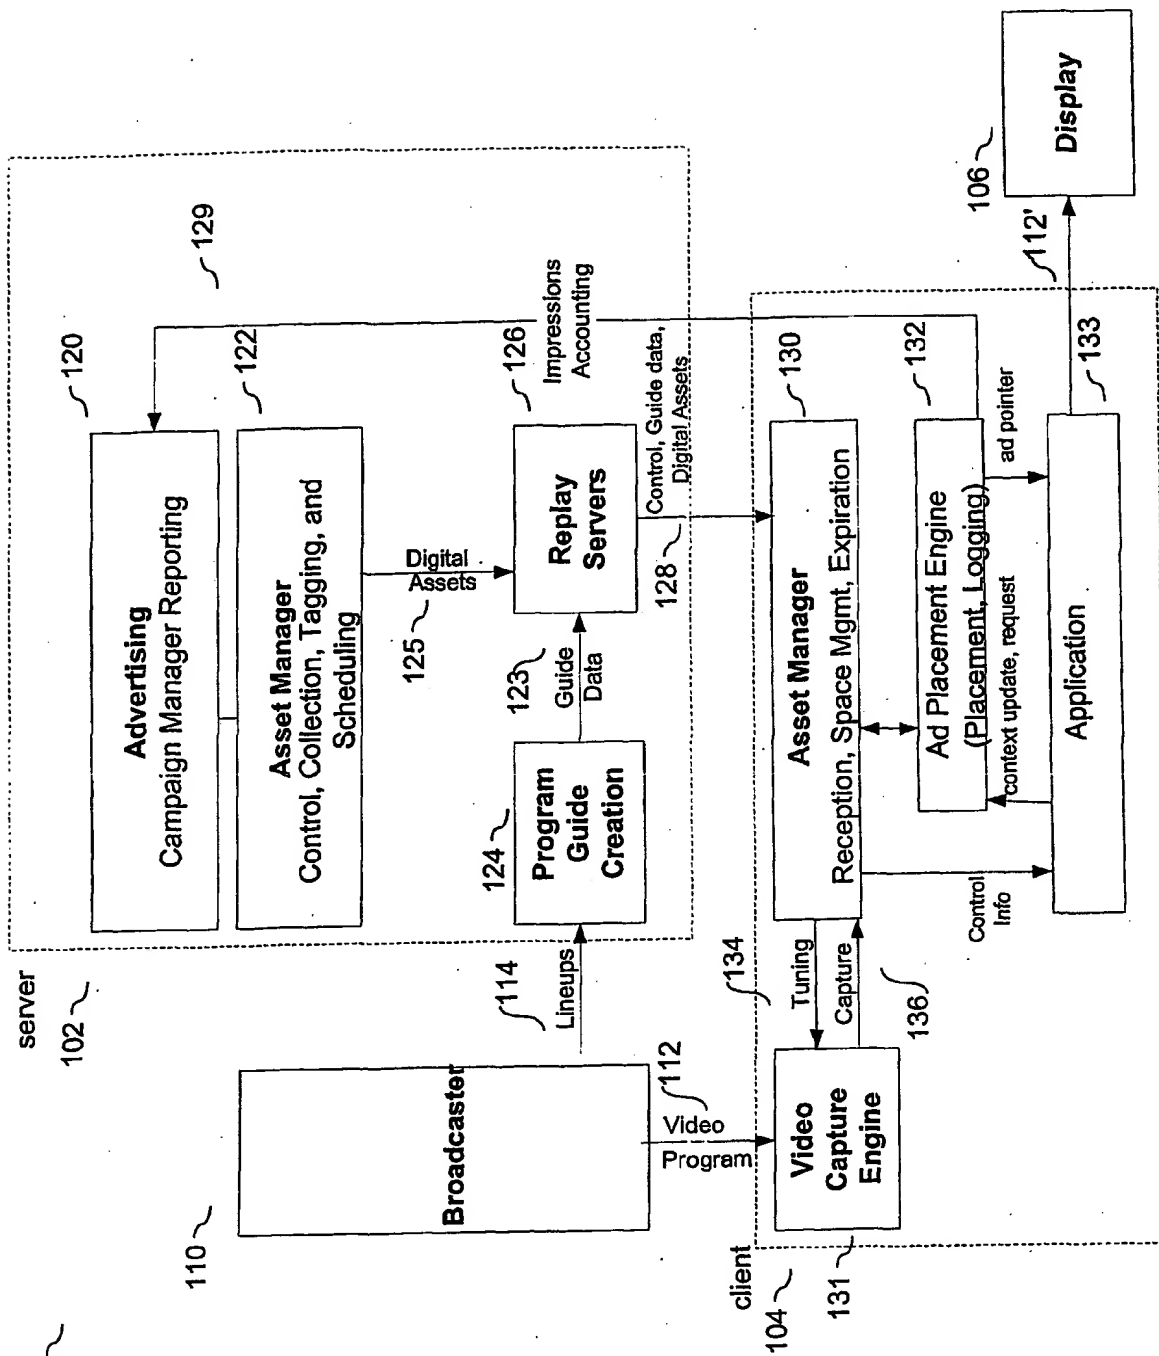 server
102
120
129
Advertising
Campaign Manager Reporting
122
Asset Manager
Control, Collection, Tagging, and
Scheduling
Digital
Assets
125
126
Impressions
Accounting
Replay
Servers
123
Guide
Data
124
Program
Guide
Creation
114
Lineups
110
Broadcaster
112
Video
Program
128
Control, Guide data,
Digital Assets
client
104
131
Video
Capture
Engine
134
Tuning
Capture
136
130
Asset Manager
Reception, Space Mgmt, Expiration
132
Ad Placement Engine
(Placement, Logging)
ad pointer
context update, request
Control
Info
133
Application
112'
106
Display